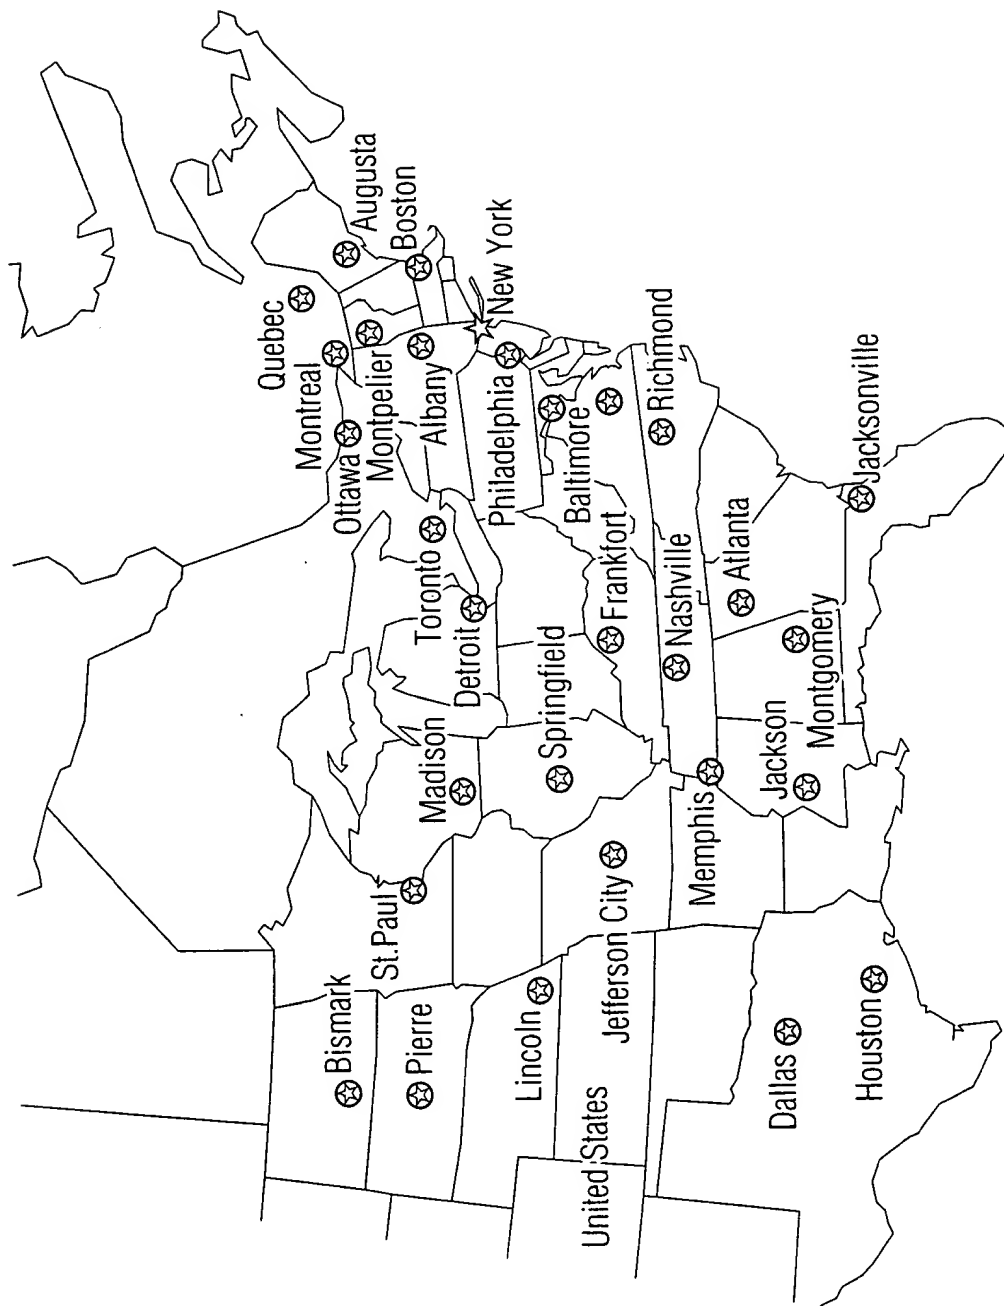 Quebec
Montreal
Augusta
Ottawa
Montpelier
Boston
Bismark
St.Paul
Toronto
Albany
Pierre
Madison
Detroit
New York
Philadelphia
Lincoln
Springfield
Baltimore
United States
Jefferson City
Frankfort
Richmond
Nashville
Memphis
Atlanta
Dallas
Jackson
Montgomery
Houston
Jacksonville